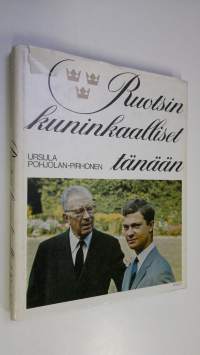 Ruotsin
kuninkaalliset
tänään
URSULA
POHJOLAN-PIRHONEN